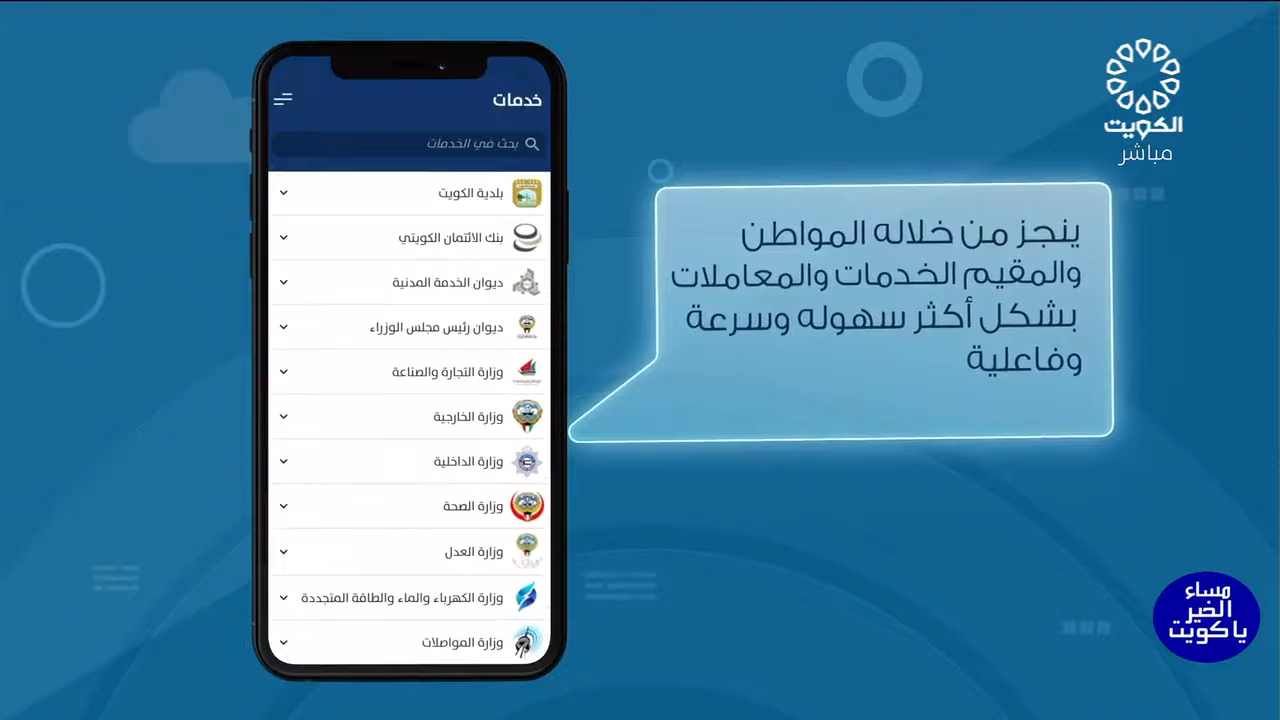 الكويت
مباشر
خدمات
بحث في الخدمات
بلدية الكويت
بنك الائتمان الكويتي
ديوان الخدمة المدنية
ديوان رئيس مجلس الوزراء
وزارة التجارة والصناعة
وزارة الخارجية
وزارة الداخلية
وزارة الصحة
وزارة العدل
وزارة الكهرباء والماء والطاقة المتجددة
وزارة المواصلات
ينجز من خلاله المواطن
والمقيم الخدمات والمعاملات
بشكل أكثر سهوله وسرعة
وفاعلية
مساء
الخير
يا كويت